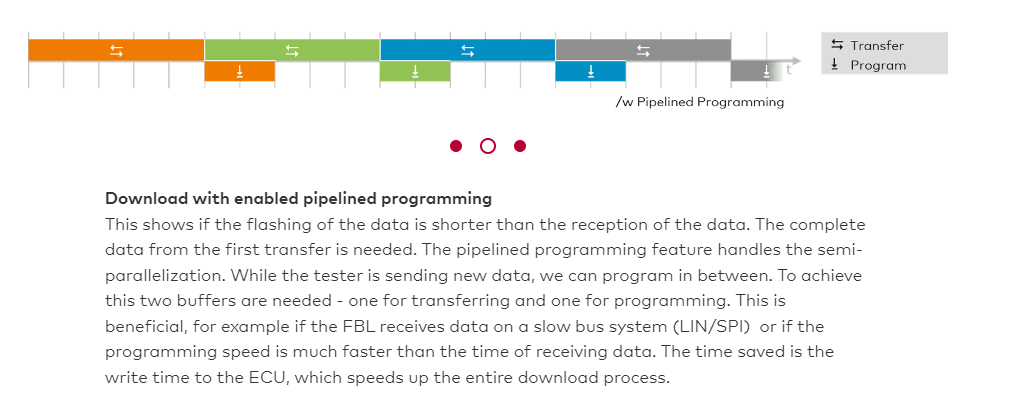 Transfer
Program
t
/w Pipelined Programming
Download with enabled pipelined programming
This shows if the flashing of the data is shorter than the reception of the data. The complete
data from the first transfer is needed. The pipelined programming feature handles the semi-
parallelization. While the tester is sending new data, we can program in between. To achieve
this two buffers are needed - one for transferring and one for programming. This is
beneficial, for example if the FBL receives data on a slow bus system (LIN/SPI)  or if the
programming speed is much faster than the time of receiving data. The time saved is the
write time to the ECU, which speeds up the entire download process.